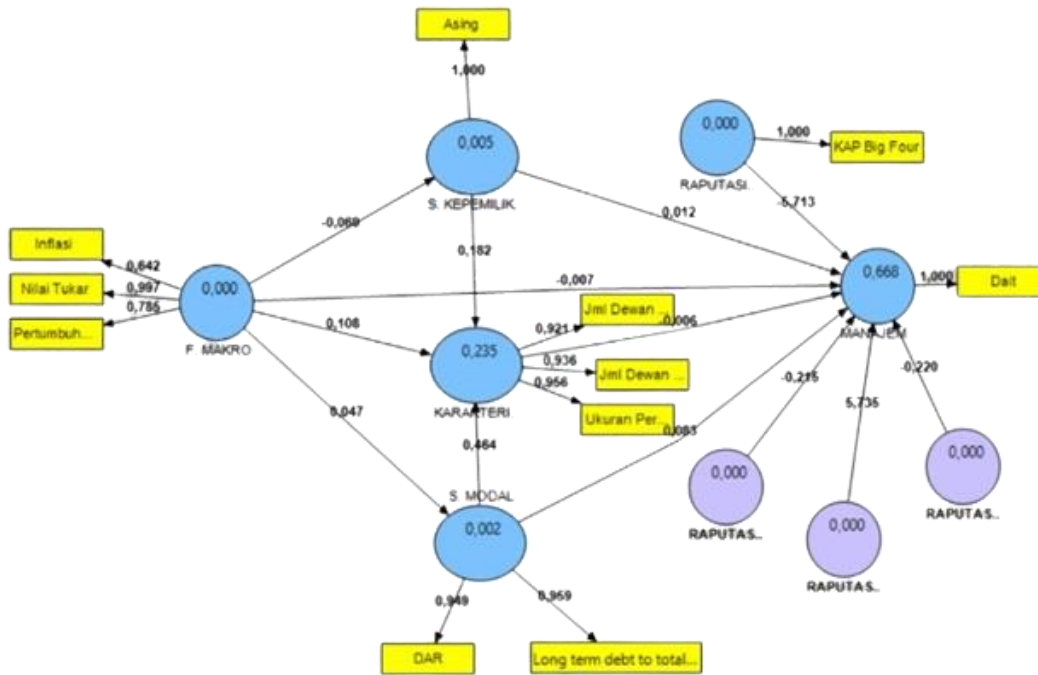 Asing
1,000
0,005
S. KEPEMILIK
0,000
1,000
KAP Big Four
RAPUTASI..
-5,713
-0,069
0,012
0,182
Inflasi
0,642
Nilai Tukar
0,997
0,785
Pertumbuh...
0,000
F. MAKRO
-0,007
0,668
1,000
Dait
MANAJEM
0,108
Jml Dewan ...
0,921
-0,006
0,235
0,936
Jml Dewan ...
KARAKTERI
0,956
Ukuran Per...
-0,215
-0,220
5,735
0,047
0,464
0,083
S. MODAL
0,002
0,000
RAPUTAS..
0,000
RAPUTAS..
0,000
RAPUTAS..
0,949
0,959
DAR
Long term debt to total...